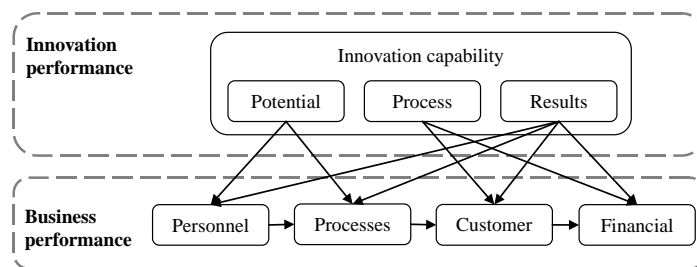 Innovation
performance
Innovation capability
Potential
Process
Results
Business
performance
Personnel
Processes
Customer
Financial